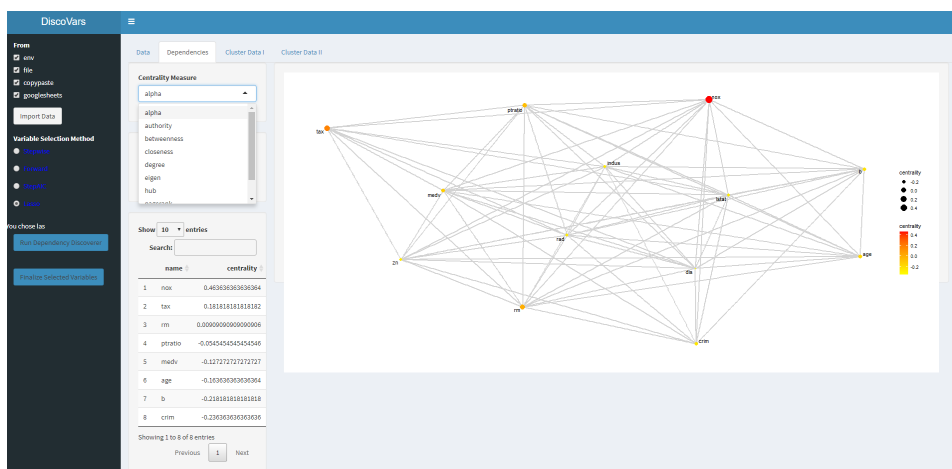 DiscoVars
From
env
file
copypaste
googlesheets
Import Data
Variable Selection Method
You chose las
Run Dependency Discoverer
Finalize Selected Variables
Data Dependencies Cluster Data I Cluster Data II
Centrality Measure
alpha
alpha
authority
betweenness
closeness
degree
eigen
hub
Show 10 entries
Search:
name centrality
1 nox 0.463636363636364
2 tax 0.181818181818182
3 rm 0.00909090909090906
4 ptratio -0.0545454545454546
5 medv -0.127272727272727
6 age -0.163636363636364
7 b -0.218181818181818
8 crim -0.236363636363636
Showing 1 to 8 of 8 entries
Previous 1 Next
nox
ptratio
tax
indus
b
medv
lstat
rad
age
zn
dis
rm
crim
centrality
-0.2
0.0
0.2
0.4
centrality
0.4
0.2
0.0
-0.2